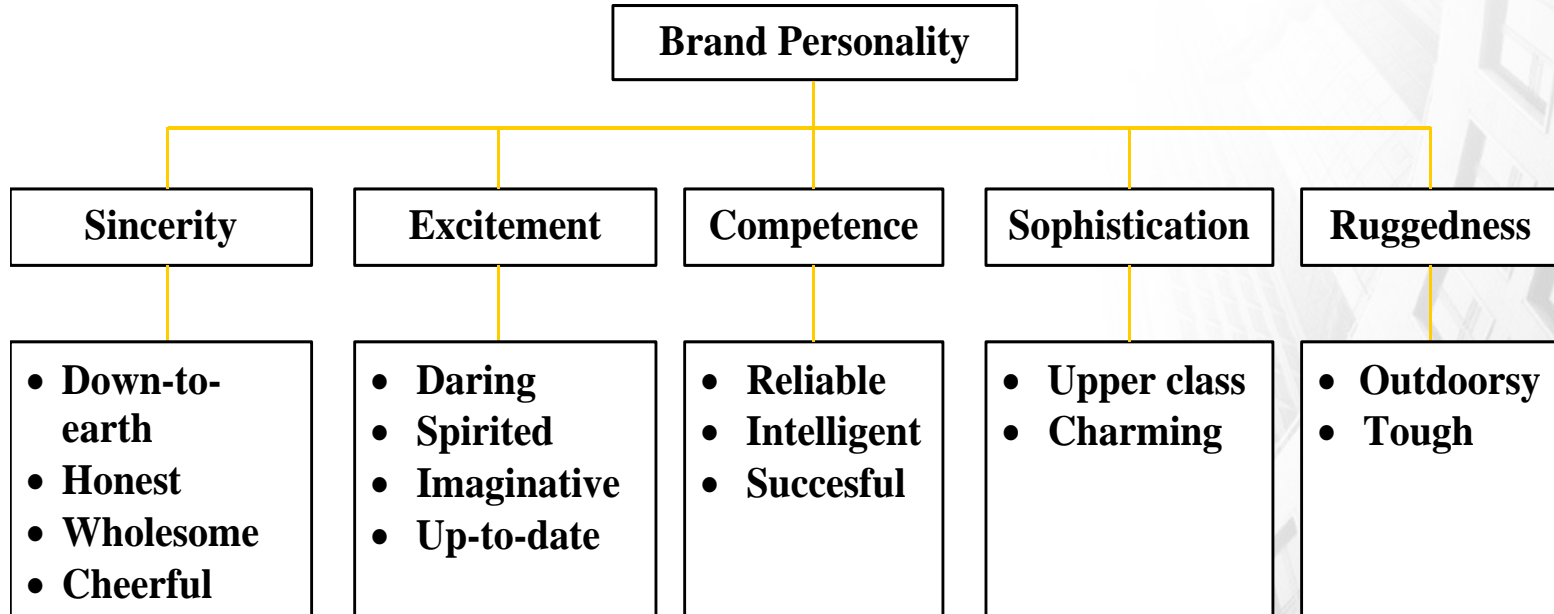 Brand Personality
Sincerity
Excitement
Competence
Sophistication
Ruggedness
• Down-to-
earth
• Honest
• Wholesome
• Cheerful
• Daring
• Spirited
• Imaginative
• Up-to-date
• Reliable
• Intelligent
• Succesful
• Upper class
• Charming
• Outdoorsy
• Tough